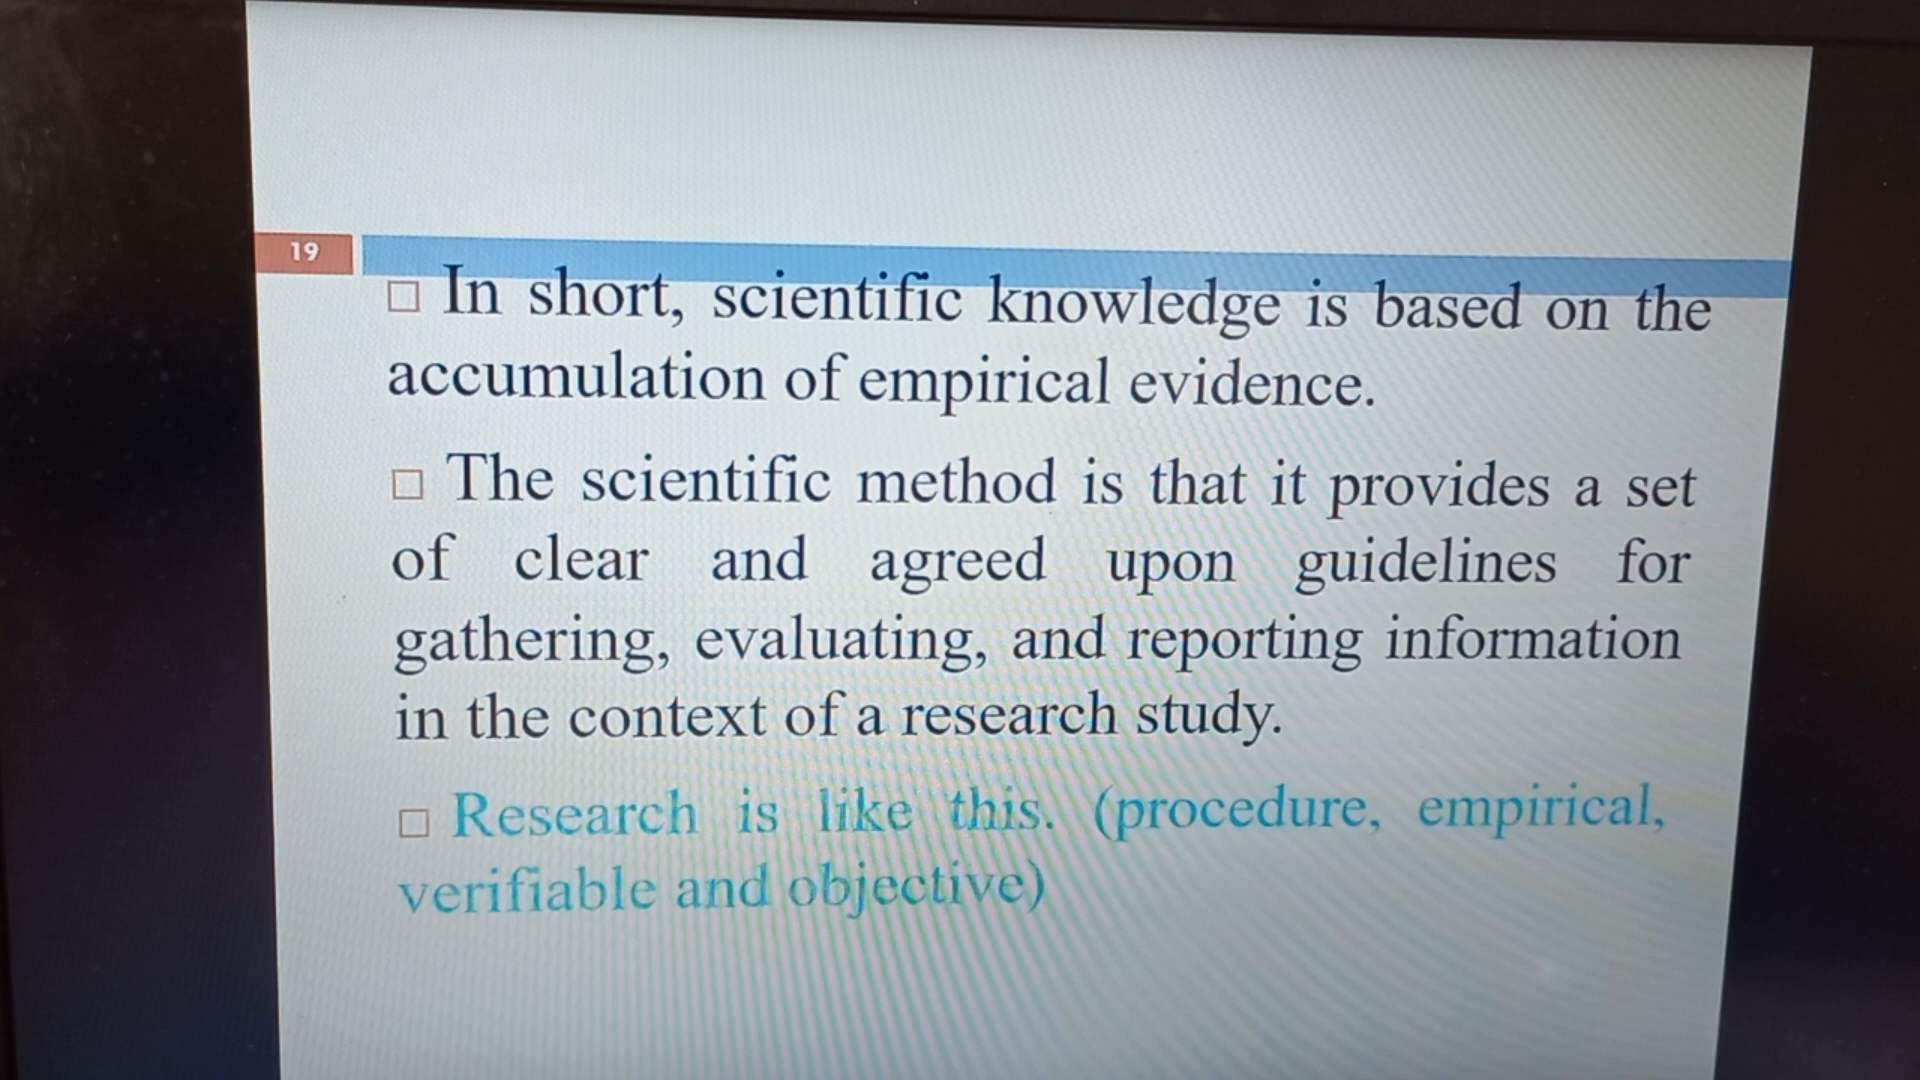 19
□ In short, scientific knowledge is based on the
accumulation of empirical evidence.
□ The scientific method is that it provides a set
of clear and agreed upon guidelines for
gathering, evaluating, and reporting information
in the context of a research study.
□ Research is like this. (procedure, empirical,
verifiable and objective)